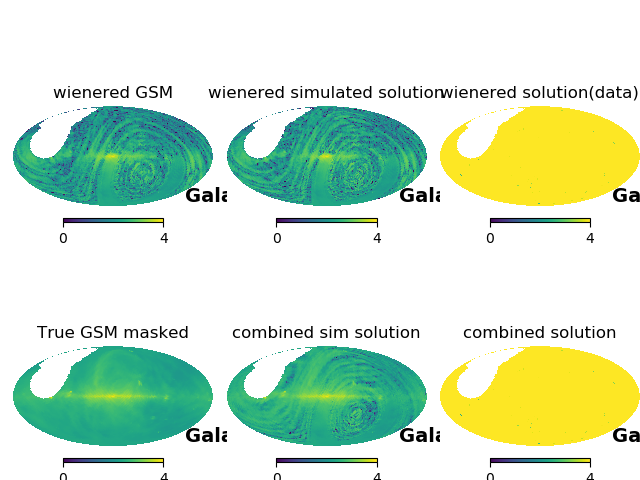 wienered GSM wienered simulated solution wienered solution(data)
Gala Gala Ga
0 4 0 4 0 4
True GSM masked combined sim solution combined solution
Gala Gala Ga
0 4 0 4 0 4